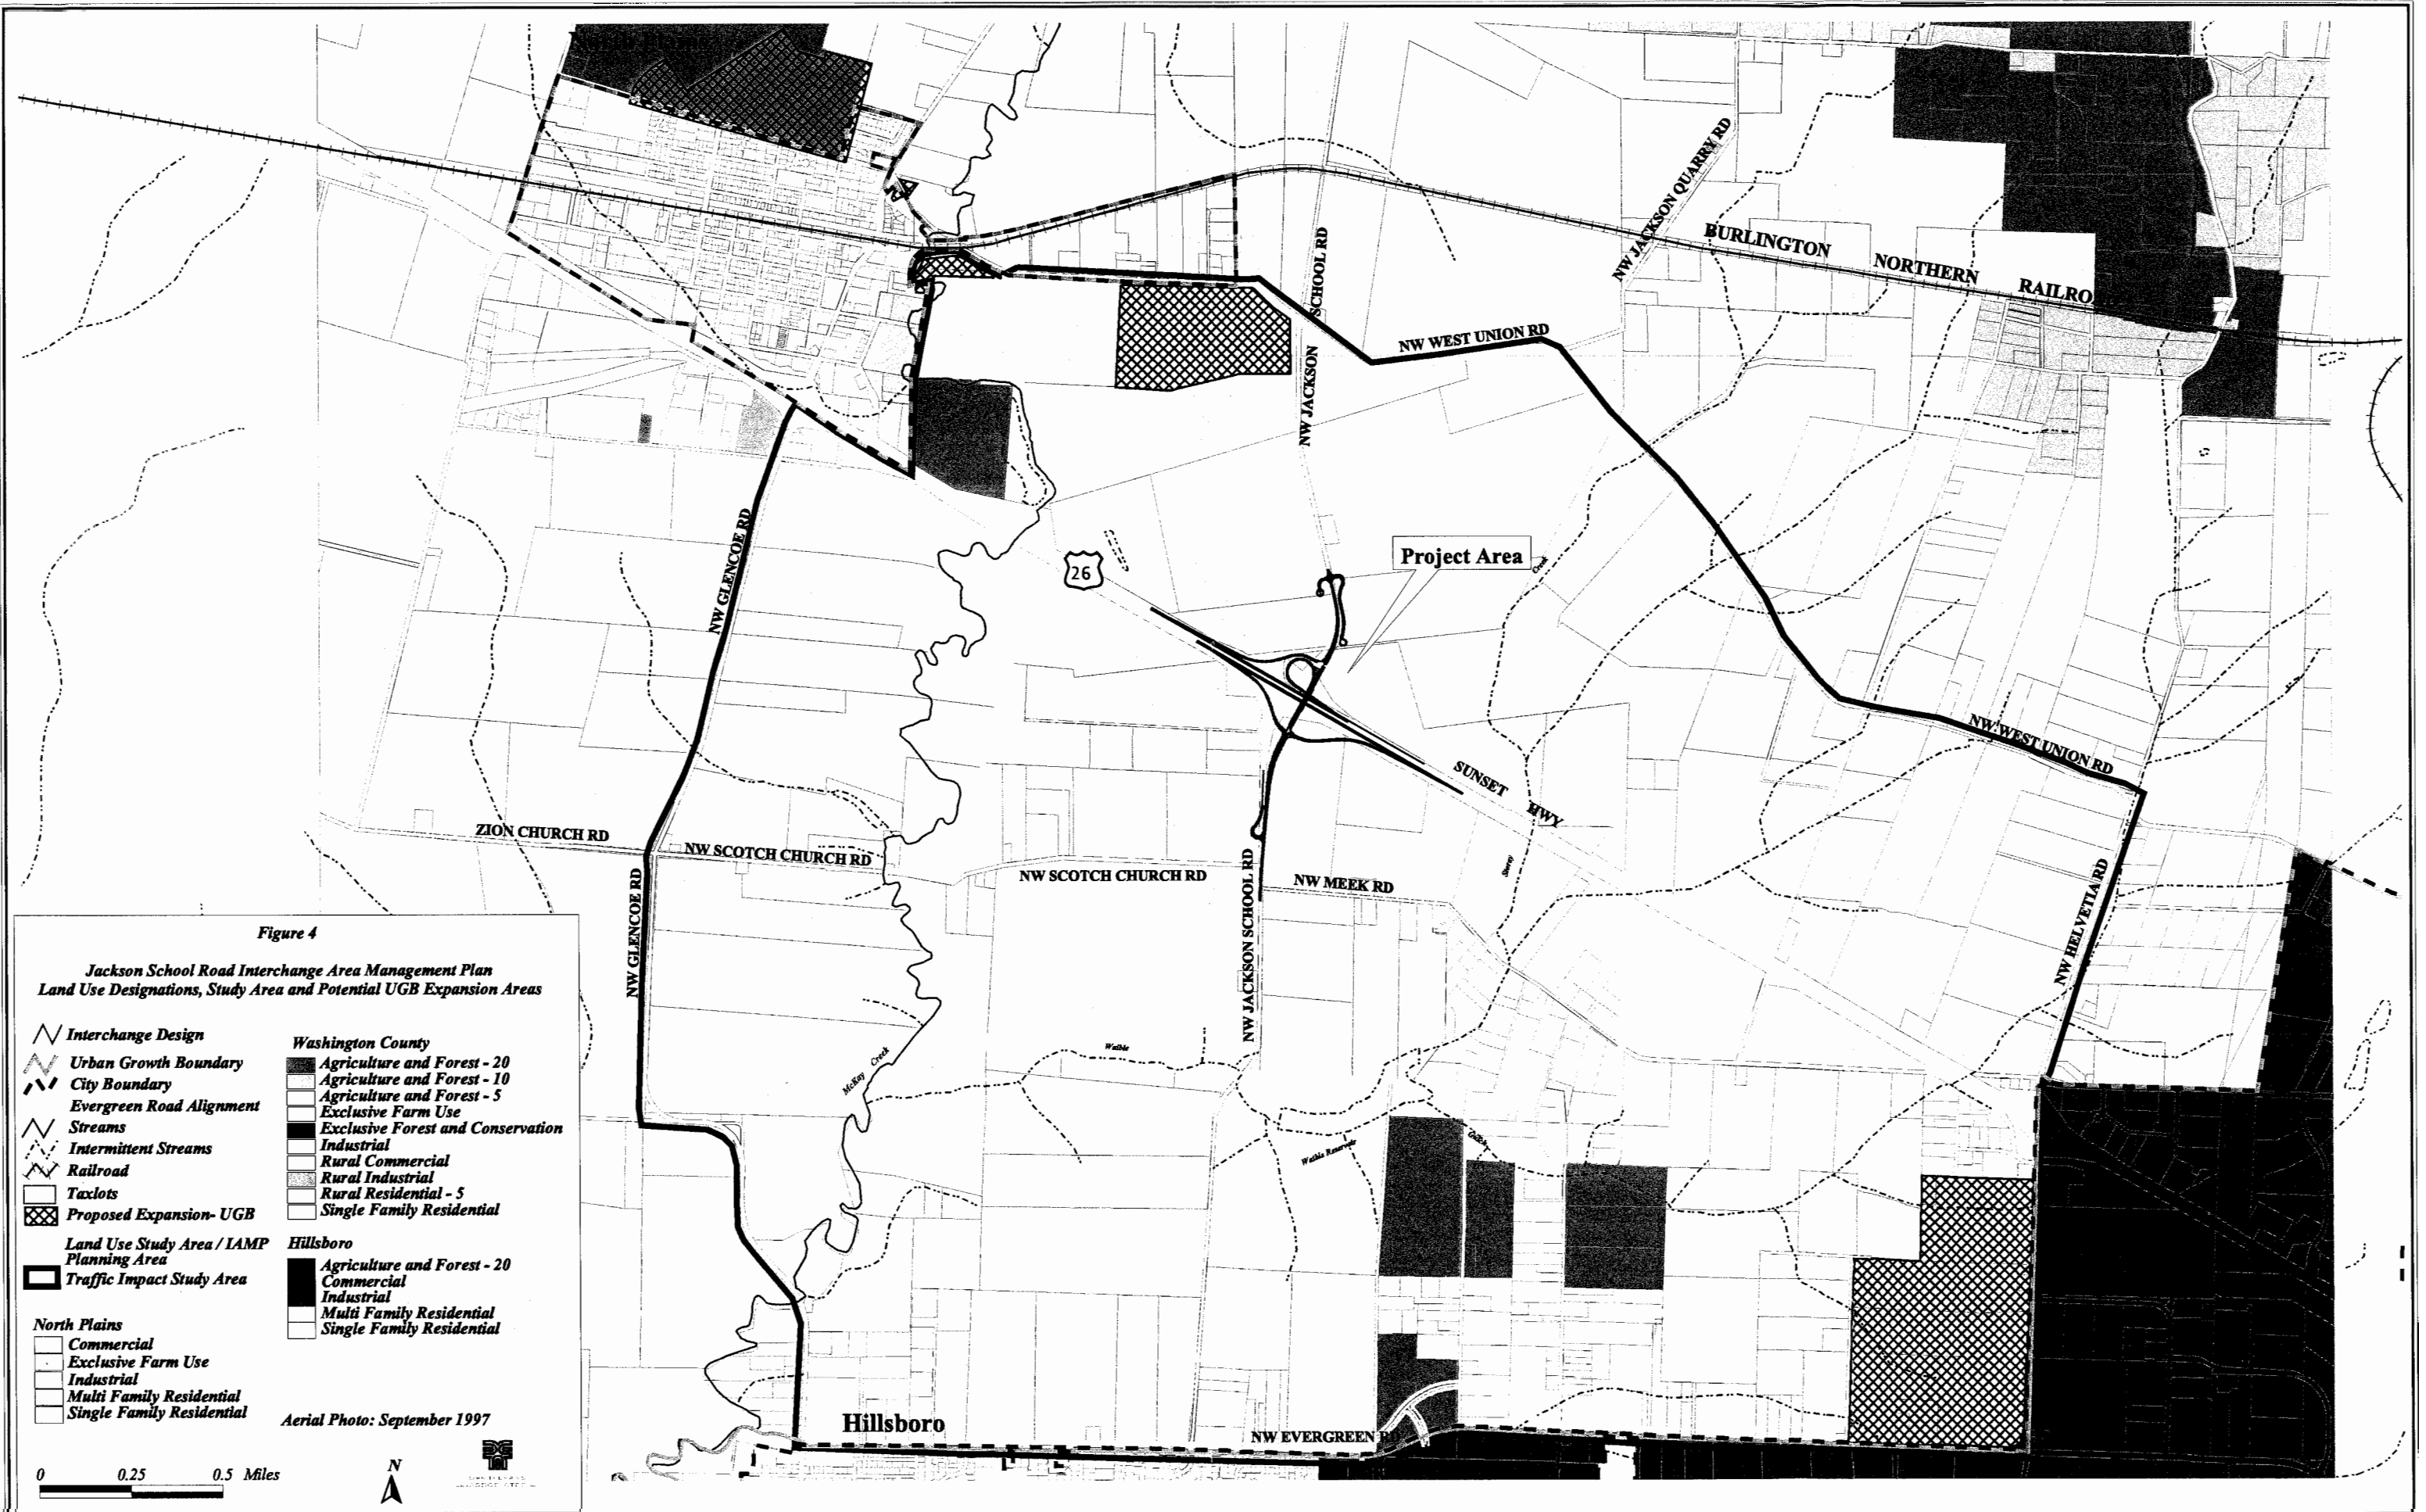 North Plains
NW JACKSON QUARRY RD
BURLINGTON
NORTHERN
RAILRO
SCHOOL RD
NW JACKSON
NW WEST UNION RD
NW GLENCOE RD
26
Project Area
Creek
SUNSET
HWY
NW WEST UNION RD
ZION CHURCH RD
NW SCOTCH CHURCH RD
NW SCOTCH CHURCH RD
NW MEEK RD
Storey
NW GLENCOE RD
NW JACKSON SCHOOL RD
NW HELVETIA RD
McKay Creek
Waible
Waible Reservoir
Gulch
Hillsboro
NW EVERGREEN RD
Figure 4
Jackson School Road Interchange Area Management Plan
Land Use Designations, Study Area and Potential UGB Expansion Areas
Interchange Design
Urban Growth Boundary
City Boundary
Evergreen Road Alignment
Streams
Intermittent Streams
Railroad
Taxlots
Proposed Expansion- UGB
Land Use Study Area / IAMP
Planning Area
Traffic Impact Study Area
North Plains
Commercial
Exclusive Farm Use
Industrial
Multi Family Residential
Single Family Residential
Washington County
Agriculture and Forest - 20
Agriculture and Forest - 10
Agriculture and Forest - 5
Exclusive Farm Use
Exclusive Forest and Conservation
Industrial
Rural Commercial
Rural Industrial
Rural Residential - 5
Single Family Residential
Hillsboro
Agriculture and Forest - 20
Commercial
Industrial
Multi Family Residential
Single Family Residential
Aerial Photo: September 1997
0 0.25 0.5 Miles
N